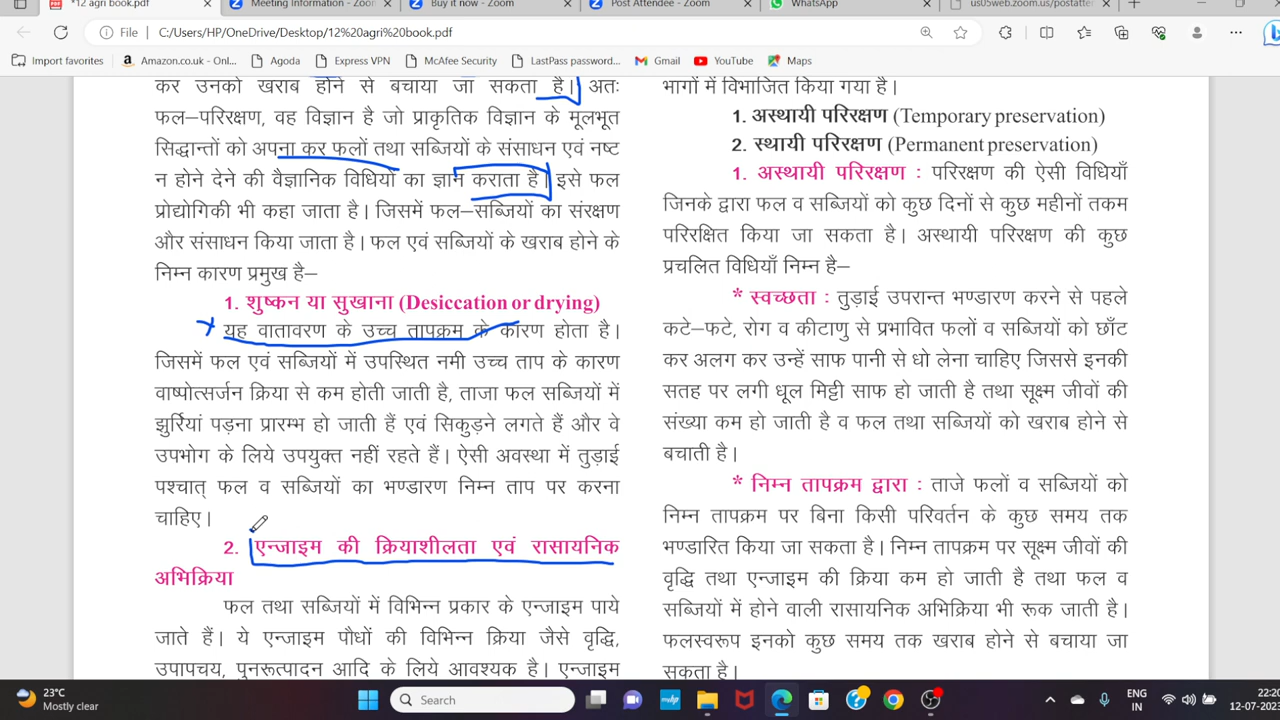 *12 agri book.pdf
Meeting Information - Zoom
Buy it now - Zoom
Post Attendee - Zoom
WhatsApp
us05web.zoom.us/postatten
File C:/Users/HP/OneDrive/Desktop/12%20agri%20book.pdf
Import favorites Amazon.co.uk - Onl... Agoda Express VPN McAfee Security LastPass password... Gmail YouTube Maps
कर उनको खराब होने से बचाया जा सकता है। अतः
फल–परिरक्षण, वह विज्ञान है जो प्राकृतिक विज्ञान के मूलभूत
सिद्धान्तों को अपना कर फलों तथा सब्जियों के संसाधन एवं नष्ट
न होने देने की वैज्ञानिक विधियों का ज्ञान कराता है। इसे फल
प्रोद्योगिकी भी कहा जाता है। जिसमें फल–सब्जियों का संरक्षण
और संसाधन किया जाता है। फल एवं सब्जियों के खराब होने के
निम्न कारण प्रमुख है–
1. शुष्कन या सुखाना (Desiccation or drying)
यह वातावरण के उच्च तापक्रम के कारण होता है।
जिसमें फल एवं सब्जियों में उपस्थित नमी उच्च ताप के कारण
वाष्पोत्सर्जन क्रिया से कम होती जाती है, ताजा फल सब्जियों में
झुर्रियां पड़ना प्रारम्भ हो जाती हैं एवं सिकुड़ने लगते हैं और वे
उपभोग के लिये उपयुक्त नहीं रहते हैं। ऐसी अवस्था में तुड़ाई
पश्चात् फल व सब्जियों का भण्डारण निम्न ताप पर करना
चाहिए।
2. एन्जाइम की क्रियाशीलता एवं रासायनिक
अभिक्रिया
फल तथा सब्जियों में विभिन्न प्रकार के एन्जाइम पाये
जाते हैं। ये एन्जाइम पौधों की विभिन्न क्रिया जैसे वृद्धि,
उपापचय, पुनरूत्पादन आदि के लिये आवश्यक है। एन्जाइम
भागों में विभाजित किया गया है।
1. अस्थायी परिरक्षण (Temporary preservation)
2. स्थायी परिरक्षण (Permanent preservation)
1. अस्थायी परिरक्षण : परिरक्षण की ऐसी विधियाँ
जिनके द्वारा फल व सब्जियों को कुछ दिनों से कुछ महीनों तकम
परिरक्षित किया जा सकता है। अस्थायी परिरक्षण की कुछ
प्रचलित विधियाँ निम्न है–
* स्वच्छता : तुड़ाई उपरान्त भण्डारण करने से पहले
कटे–फटे, रोग व कीटाणु से प्रभावित फलों व सब्जियों को छाँट
कर अलग कर उन्हें साफ पानी से धो लेना चाहिए जिससे इनकी
सतह पर लगी धूल मिट्टी साफ हो जाती है तथा सूक्ष्म जीवों की
संख्या कम हो जाती है व फल तथा सब्जियों को खराब होने से
बचाती है।
* निम्न तापक्रम द्वारा : ताजे फलों व सब्जियों को
निम्न तापक्रम पर बिना किसी परिवर्तन के कुछ समय तक
भण्डारित किया जा सकता है। निम्न तापक्रम पर सूक्ष्म जीवों की
वृद्धि तथा एन्जाइम की क्रिया कम हो जाती है तथा फल व
सब्जियों में होने वाली रासायनिक अभिक्रिया भी रूक जाती है।
फलस्वरूप इनको कुछ समय तक खराब होने से बचाया जा
सकता है।
23°C
Mostly clear
Search
ENG
IN
22:20
12-07-2023